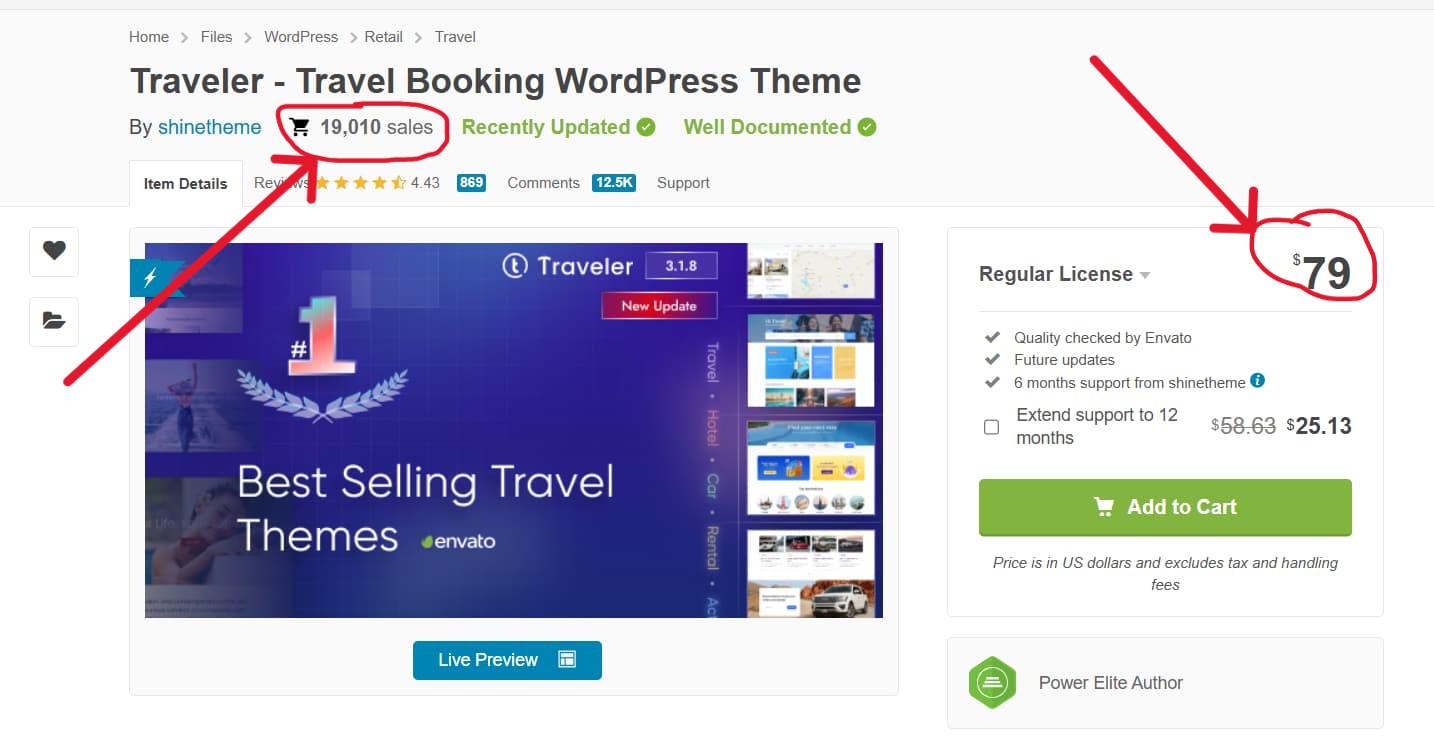 Home > Files > WordPress > Retail > Travel
Traveler - Travel Booking WordPress Theme
By shinetheme 19,010 sales Recently Updated Well Documented
Item Details Reviews 4.43 869 Comments 12.5K Support
Traveler 3.1.8
New Update
#1
Best Selling Travel
Themes envato
Travel • Hotel • Car • Rental • Ac
Live Preview
Regular License $79
Quality checked by Envato
Future updates
6 months support from shinetheme
Extend support to 12
months
$58.63 $25.13
Add to Cart
Price is in US dollars and excludes tax and handling
fees
Power Elite Author